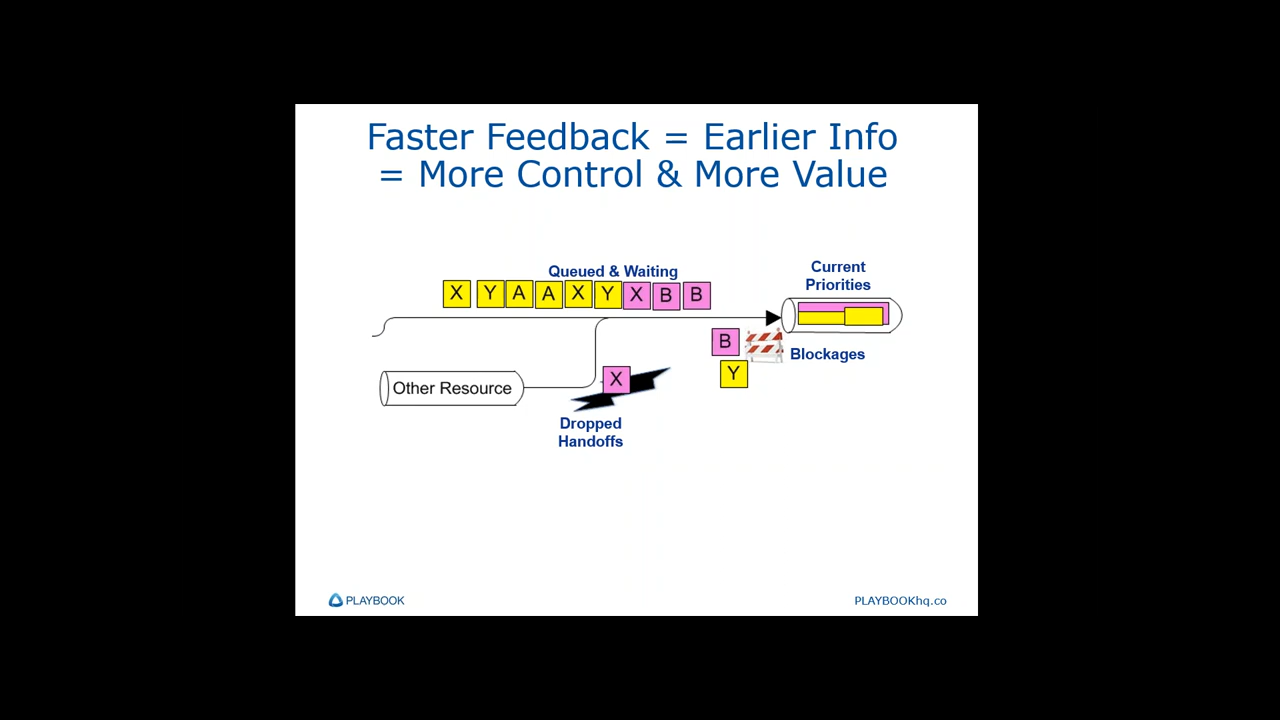 Faster Feedback = Earlier Info
= More Control & More Value
Queued & Waiting
Current
Priorities
X Y A A X Y X B B
B
Blockages
Y
Other Resource
X
Dropped
Handoffs
PLAYBOOK
PLAYBOOKhq.co